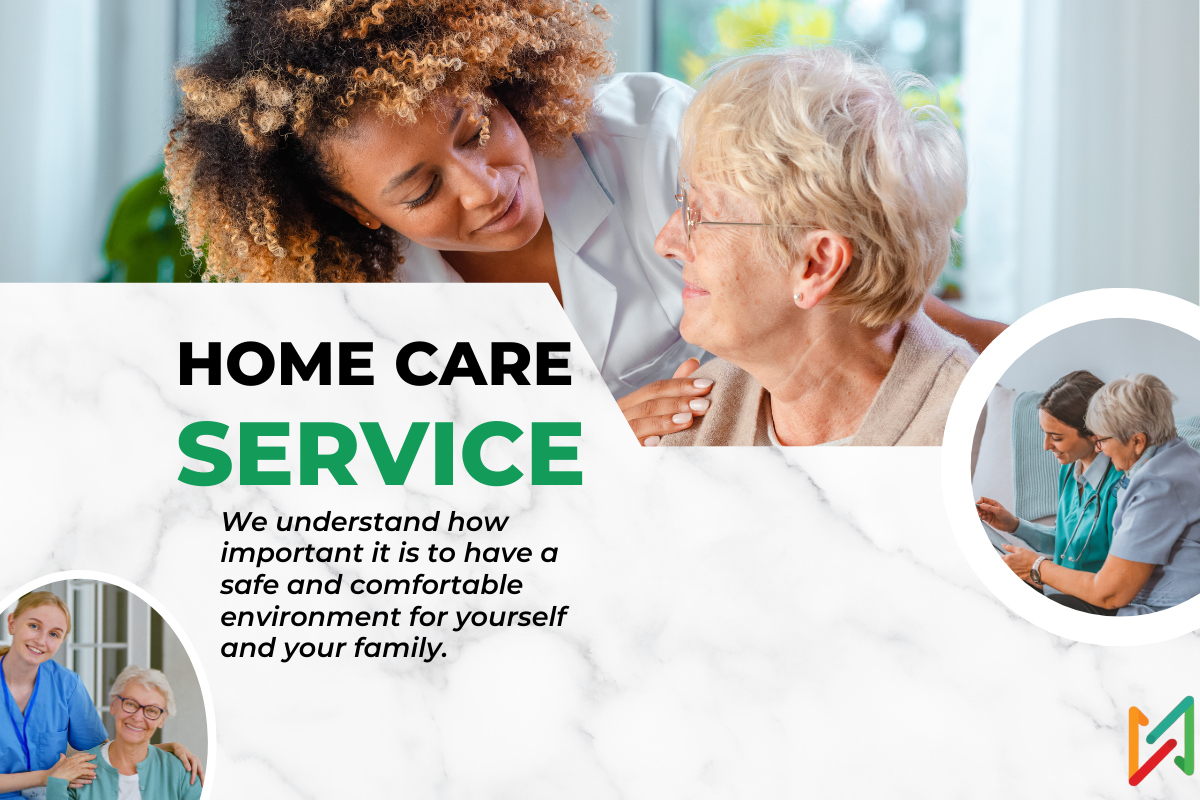 HOME CARE
SERVICE
We understand how
important it is to have a
safe and comfortable
environment for yourself
and your family.